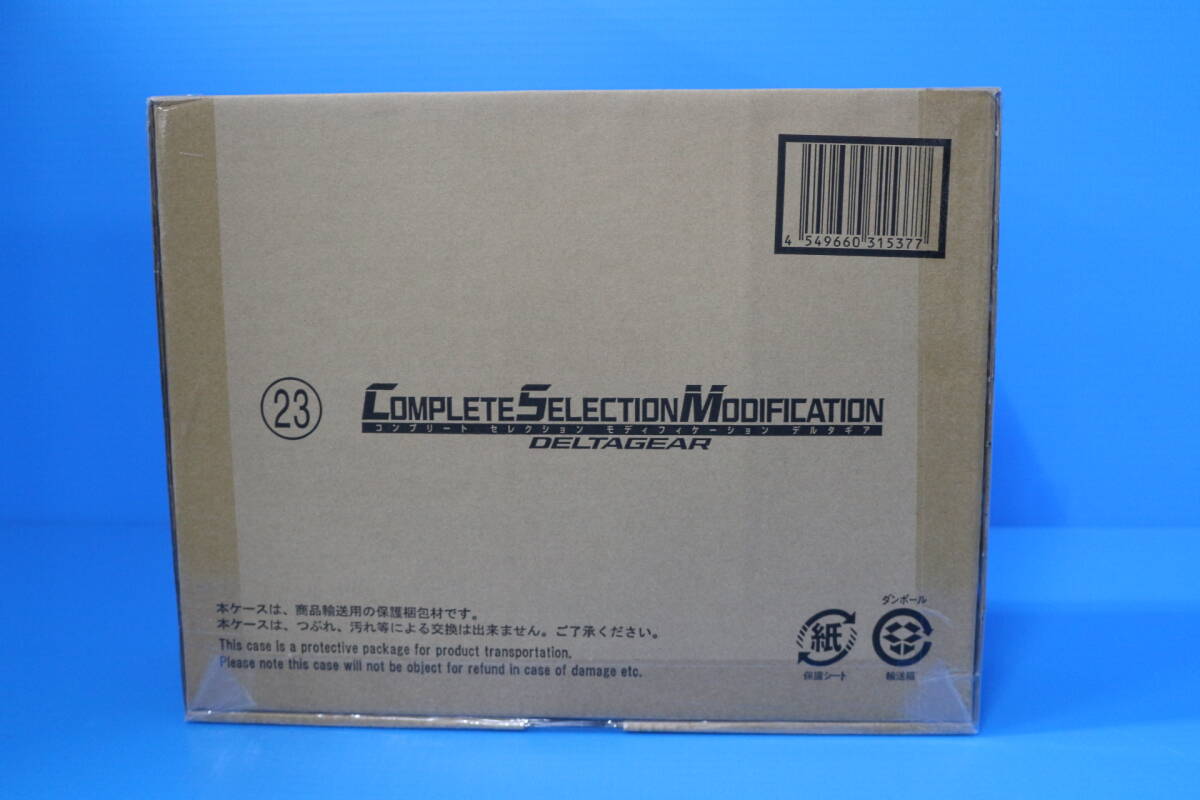 4 549660 315377
23
COMPLETE SELECTION MODIFICATION
コンプリート セレクション モディフィケーション デルタギア
DELTAGEAR
本ケースは、商品輸送用の保護梱包材です。
本ケースは、つぶれ、汚れ等による交換は出来ません。ご了承ください。
This case is a protective package for product transportation.
Please note this case will not be object for refund in case of damage etc.
紙
保護シート
ダンボール
輸送箱